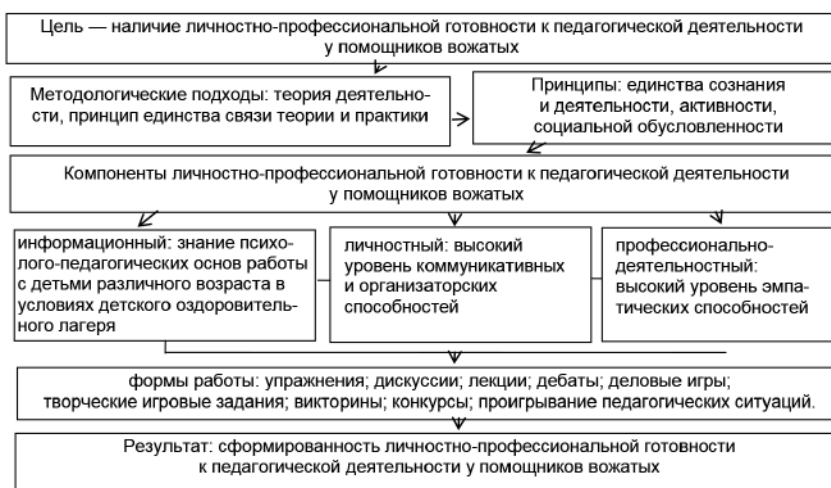 Цель — наличие личностно-профессиональной готовности к педагогической деятельности
у помощников вожатых
Методологические подходы: теория деятельно-
сти, принцип единства связи теории и практики
Принципы: единства сознания
и деятельности, активности,
социальной обусловленности
Компоненты личностно-профессиональной готовности к педагогической деятельности
у помощников вожатых
информационный: знание психо-
лого-педагогических основ работы
с детьми различного возраста в
условиях детского оздоровитель-
ного лагеря
личностный: высокий
уровень коммуникативных
и организаторских
способностей
профессионально-
деятельностный:
высокий уровень эмпа-
тических способностей
формы работы: упражнения; дискуссии; лекции; дебаты; деловые игры;
творческие игровые задания; викторины; конкурсы; проигрывание педагогических ситуаций.
Результат: сформированность личностно-профессиональной готовности
к педагогической деятельности у помощников вожатых